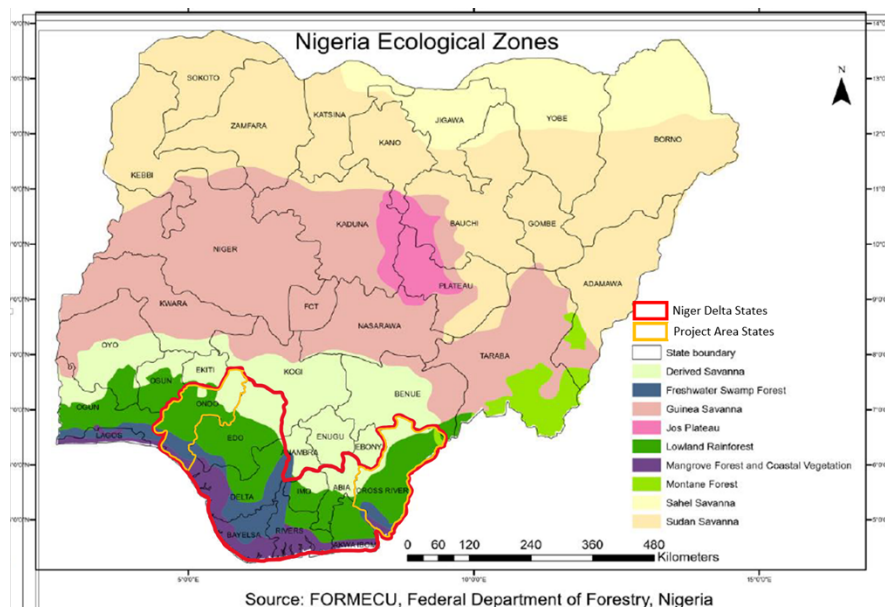 Nigeria Ecological Zones
N
SOKOTO
ZAMFARA
KATSINA
KANO
JIGAWA
YOBE
BORNO
KEBBI
KADUNA
BAUCHI
GOMBE
NIGER
ADAMAWA
PLATEAU
KWARA
FCT
NASARAWA
TARABA
OYO
EKITI
KOGI
BENUE
OGUN
OGUN
ONDO
LAGOS
EDO
ENUGU
EBONY
ANAMBRA
DELTA
IMO
ABIA
CROSS RIVER
BAYELSA
RIVERS
Niger Delta States
Project Area States
State boundary
Derived Savanna
Freshwater Swamp Forest
Guinea Savanna
Jos Plateau
Lowland Rainforest
Mangrove Forest and Coastal Vegetation
Montane Forest
Sahel Savanna
Sudan Savanna
0 60 120 240 360 480
Kilometers
Source: FORMECU, Federal Department of Forestry, Nigeria